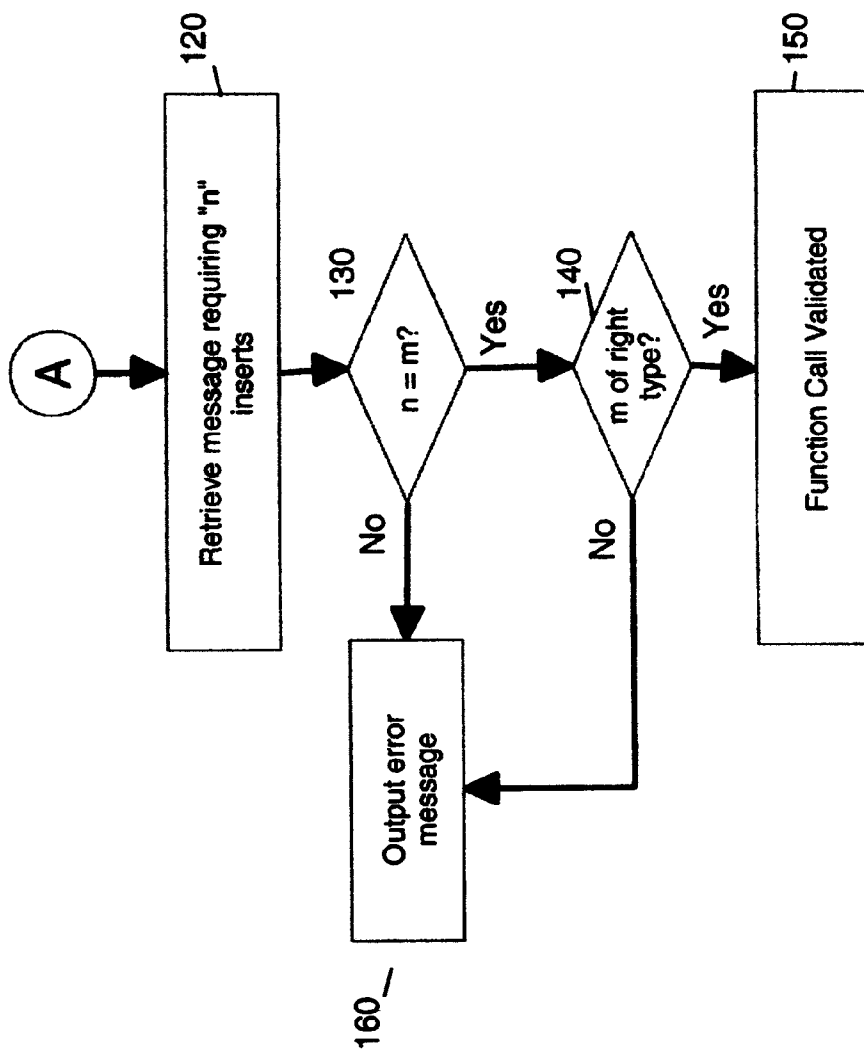 A
120
Retrieve message requiring "n"
inserts
130
n = m?
No
Yes
140
m of right
type?
No
Yes
160
Output error
message
150
Function Call Validated